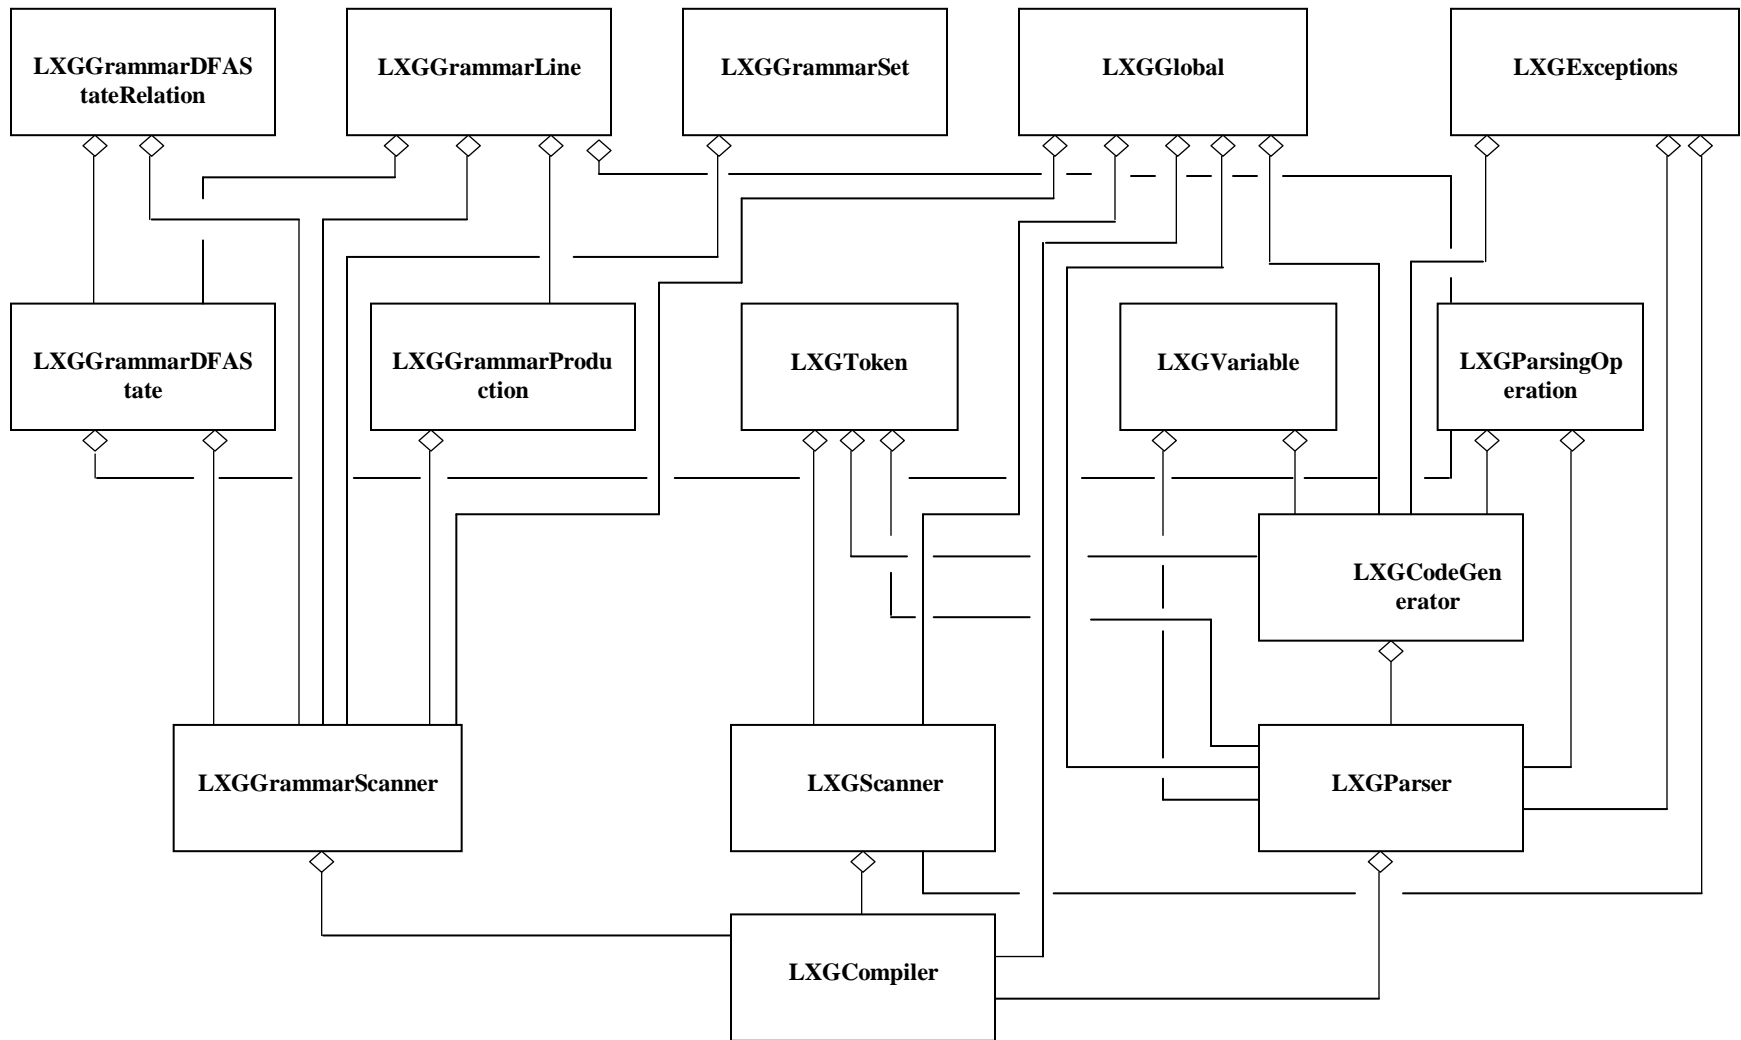 LXGGrammarDFAS
tateRelation
LXGGrammarLine
LXGGrammarSet
LXGGlobal
LXGExceptions
LXGGrammarDFAS
tate
LXGGrammarProdu
ction
LXGToken
LXGVariable
LXGParsingOp
eration
LXGCodeGen
erator
LXGGrammarScanner
LXGScanner
LXGParser
LXGCompiler